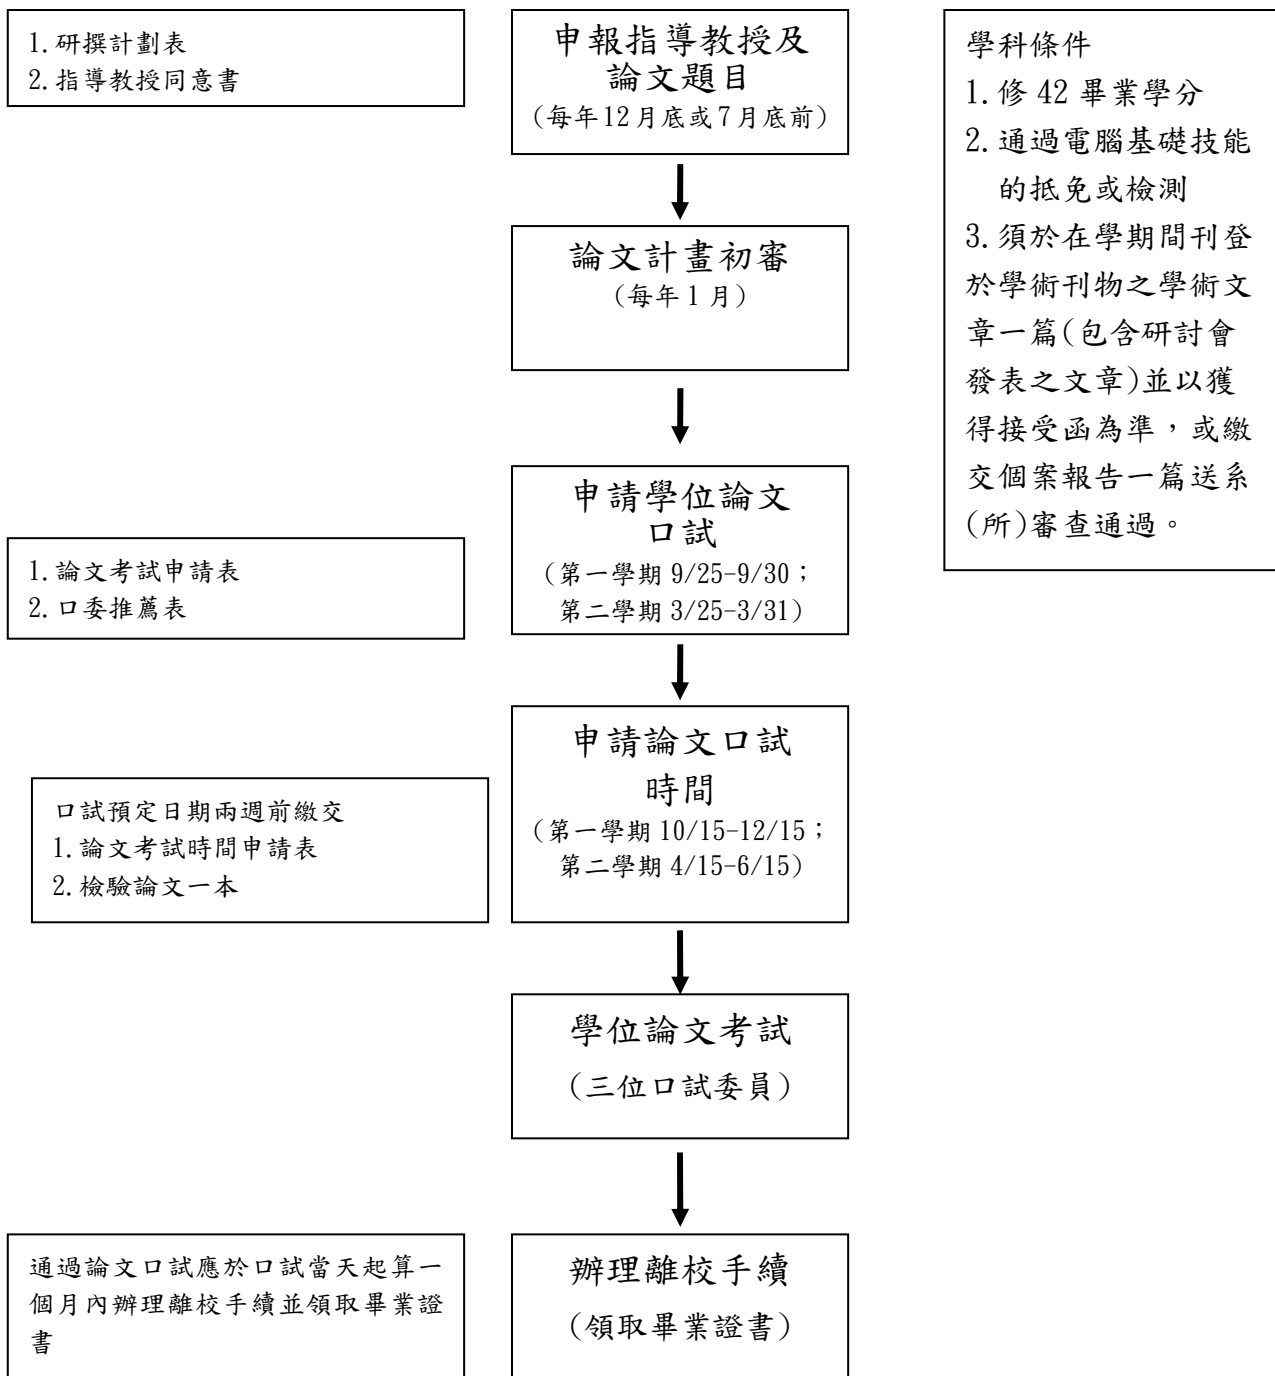 1.研撰計劃表
2.指導教授同意書
申報指導教授及
論文題目
(每年12月底或7月底前)
學科條件
1.修 42 畢業學分
2.通過電腦基礎技能
的抵免或檢測
3.須於在學期間刊登
於學術刊物之學術文
章一篇(包含研討會
發表之文章)並以獲
得接受函為準，或繳
交個案報告一篇送系
(所)審查通過。
論文計畫初審
(每年 1 月)
申請學位論文
口試
(第一學期 9/25-9/30；
第二學期 3/25-3/31)
1.論文考試申請表
2.口委推薦表
申請論文口試
時間
(第一學期 10/15-12/15；
第二學期 4/15-6/15)
口試預定日期兩週前繳交
1.論文考試時間申請表
2.檢驗論文一本
學位論文考試
(三位口試委員)
通過論文口試應於口試當天起算一
個月內辦理離校手續並領取畢業證
書
辦理離校手續
(領取畢業證書)